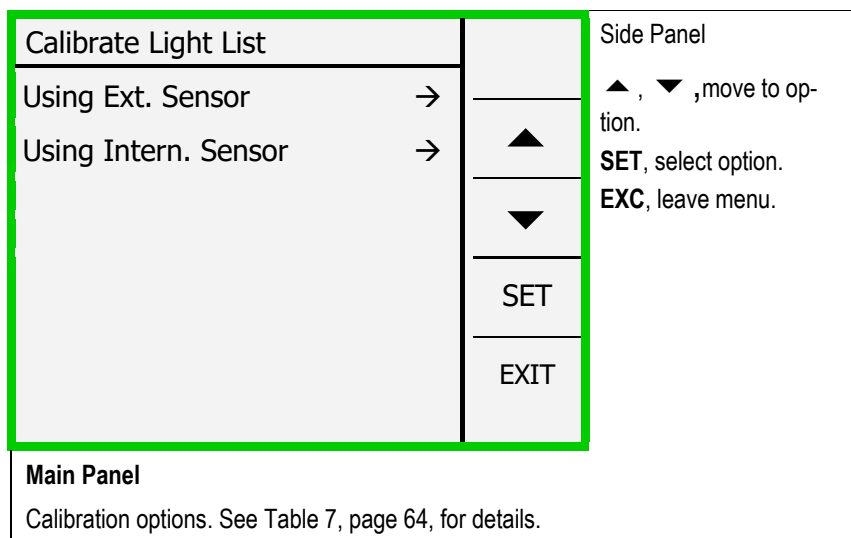 Calibrate Light List
Using Ext. Sensor →
Using Intern. Sensor →
▲
▼
SET
EXIT
Side Panel
▲ , ▼ ,move to op-
tion.
SET, select option.
EXC, leave menu.
Main Panel
Calibration options. See Table 7, page 64, for details.